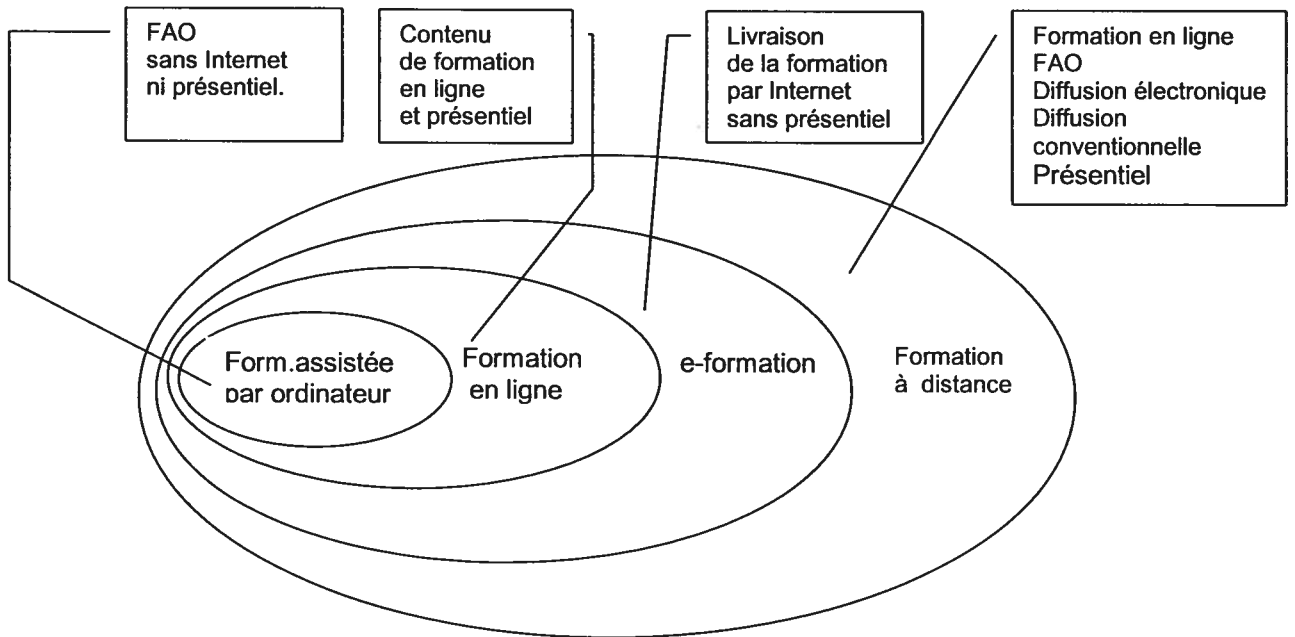 FAO
sans Internet
ni présentiel.
Contenu
de formation
en ligne
et présentiel
Livraison
de la formation
par Internet
sans présentiel
Formation en ligne
FAO
Diffusion électronique
Diffusion
conventionnelle
Présentiel
Form.assistée
par ordinateur
Formation
en ligne
e-formation
Formation
à distance